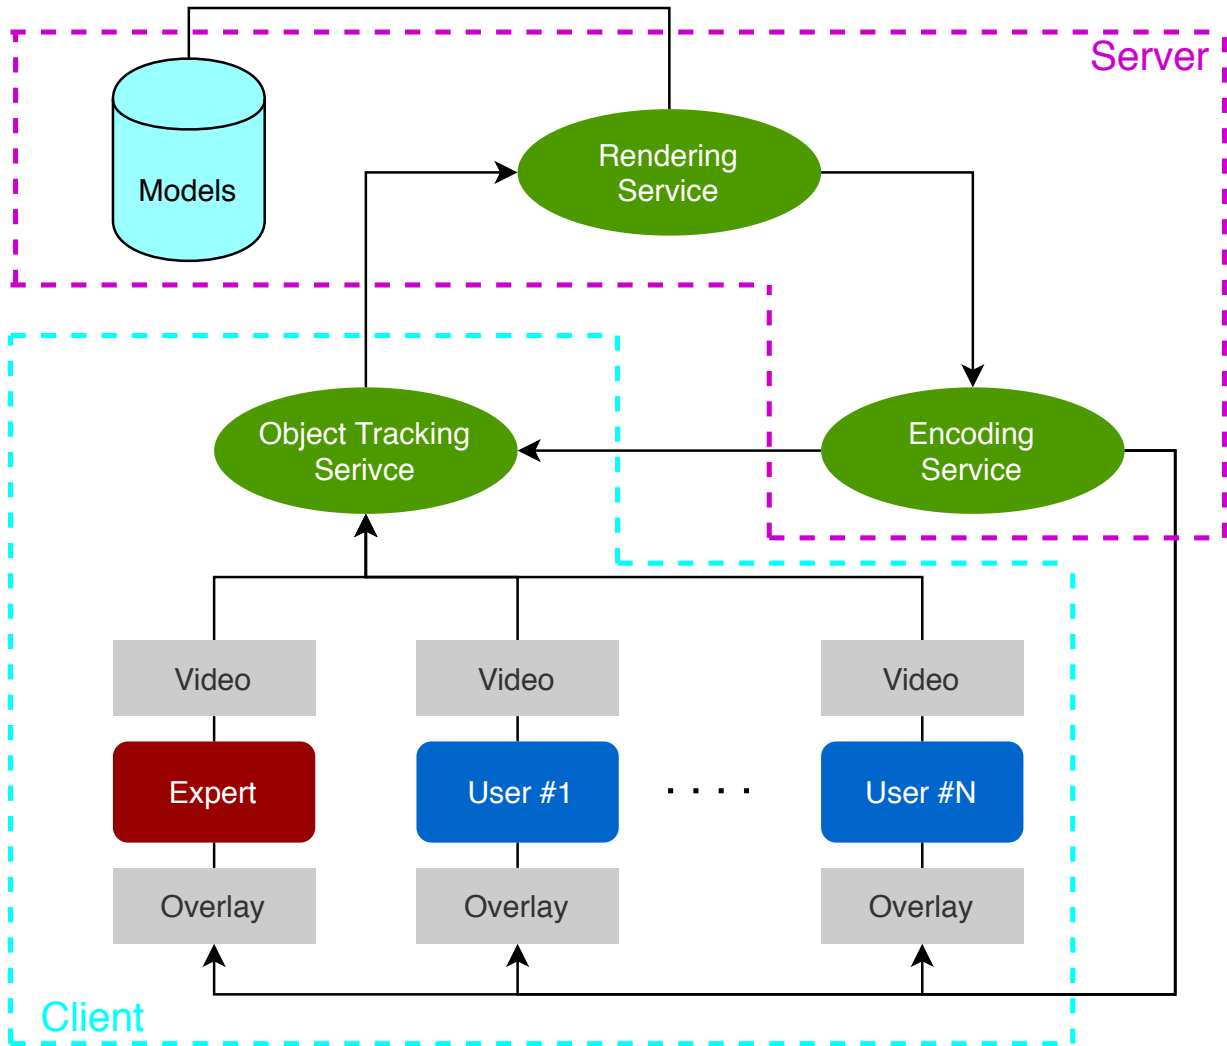 Server
Models
Rendering
Service
Object Tracking
Serivce
Encoding
Service
Video
Video
Video
Expert
User #1
. . . .
User #N
Overlay
Overlay
Overlay
Client